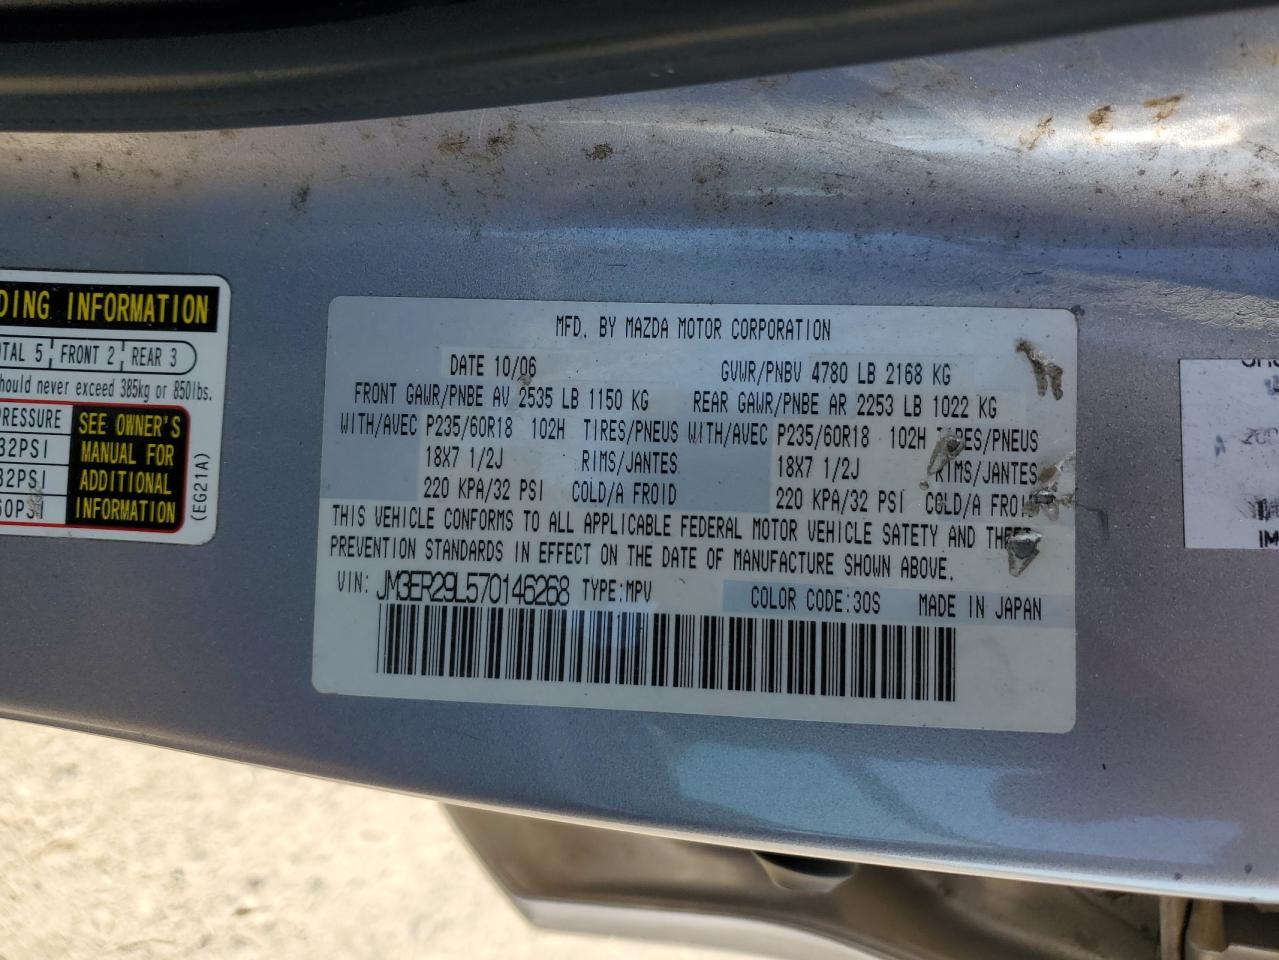 DING INFORMATION
OTAL 5 FRONT 2 REAR 3
hould never exceed 385kg or 850lbs.
PRESSURE
32PSI
32PSI
SEE OWNER'S
MANUAL FOR
ADDITIONAL
INFORMATION
(EG21A)
MFD. BY MAZDA MOTOR CORPORATION
DATE 10/06 GVWR/PNBV 4780 LB 2168 KG
FRONT GAWR/PNBE AV 2535 LB 1150 KG REAR GAWR/PNBE AR 2253 LB 1022 KG
WITH/AVEC P235/60R18 102H TIRES/PNEUS WITH/AVEC P235/60R18 102H TIRES/PNEUS
18X7 1/2J RIMS/JANTES 18X7 1/2J RIMS/JANTES
220 KPA/32 PSI COLD/A FROID 220 KPA/32 PSI COLD/A FROID
THIS VEHICLE CONFORMS TO ALL APPLICABLE FEDERAL MOTOR VEHICLE SAFETY AND THEFT
PREVENTION STANDARDS IN EFFECT ON THE DATE OF MANUFACTURE SHOWN ABOVE.
VIN: JM3ER29L570146268 TYPE:MPV COLOR CODE:30S MADE IN JAPAN